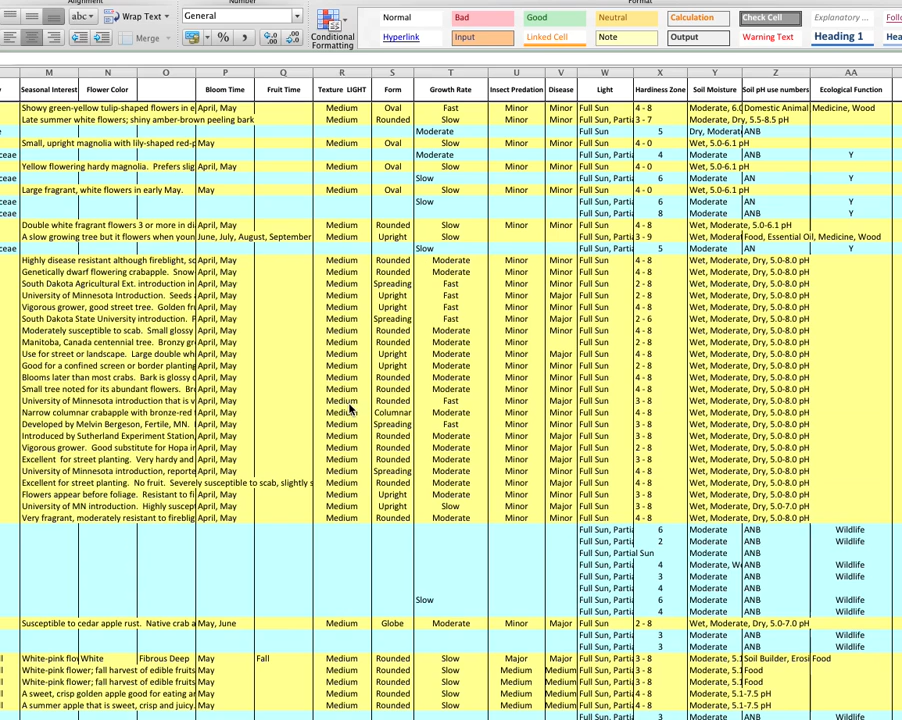 Alignment Number Format
abc Wrap Text General Normal Bad Good Neutral Calculation Check Cell Explanatory ...
Merge % Conditional Formatting Hyperlink Input Linked Cell Note Output Warning Text Heading 1
M N O P Q R S T U V W X Y Z AA
Seasonal Interest Flower Color Bloom Time Fruit Time Texture LIGHT Form Growth Rate Insect Predation Disease Light Hardiness Zone Soil Moisture Soil pH use numbers Ecological Function
Showy green-yellow tulip-shaped flowers in e April, May Medium Oval Fast Minor Minor Full Sun 4 - 8 Moderate, 6.0 Domestic Animal Medicine, Wood
Late summer white flowers; shiny amber-brown peeling bark Medium Rounded Slow Minor Minor Full Sun, Partia 3 - 7 Moderate, Dry, 5.5-8.5 pH
Moderate Full Sun 5 Dry, Moderat ANB
Small, upright magnolia with lily-shaped red-p May Medium Oval Slow Minor Minor Full Sun 4 - 0 Wet, 5.0-6.1 pH
ceae Moderate Full Sun, Partia 4 Moderate ANB Y
Yellow flowering hardy magnolia. Prefers slig April, May Medium Oval Slow Minor Minor Full Sun 4 - 0 Wet, 5.0-6.1 pH
ceae Slow Full Sun, Partia 6 Moderate AN Y
Large fragrant, white flowers in early May. May Medium Oval Slow Minor Minor Full Sun 4 - 0 Wet, 5.0-6.1 pH
ceae Slow Full Sun, Partia 6 Moderate AN Y
ceae Full Sun, Partia 8 Moderate ANB Y
Double white fragrant flowers 3 or more in di April, May Medium Rounded Slow Minor Minor Full Sun 4 - 8 Wet, Moderate, 5.0-6.1 pH
A slow growing tree but it flowers when youn June, July, August, September Medium Upright Slow Full Sun, Partia 3 - 9 Wet, Moderat Food, Essential Oil, Medicine, Wood
ceae Slow Full Sun, Partia 5 Moderate AN Y
Highly disease resistant although fireblight, sc April, May Medium Rounded Moderate Minor Minor Full Sun 4 - 8 Wet, Moderate, Dry, 5.0-8.0 pH
Genetically dwarf flowering crabapple. Snow April, May Medium Rounded Moderate Minor Minor Full Sun 4 - 8 Wet, Moderate, Dry, 5.0-8.0 pH
South Dakota Agricultural Ext. introduction in April, May Medium Spreading Fast Minor Minor Full Sun 2 - 8 Wet, Moderate, Dry, 5.0-8.0 pH
University of Minnesota Introduction. Seeds April, May Medium Upright Fast Minor Major Full Sun 4 - 8 Wet, Moderate, Dry, 5.0-8.0 pH
Vigorous grower, good street tree. Golden fr April, May Medium Upright Fast Minor Minor Full Sun 4 - 8 Wet, Moderate, Dry, 5.0-8.0 pH
South Dakota State University introduction. April, May Medium Spreading Fast Minor Major Full Sun 2 - 6 Wet, Moderate, Dry, 5.0-8.0 pH
Moderately susceptible to scab. Small glossy April, May Medium Rounded Moderate Minor Minor Full Sun 4 - 8 Wet, Moderate, Dry, 5.0-8.0 pH
Manitoba, Canada centennial tree. Bronzy gr April, May Medium Rounded Moderate Minor Full Sun 2 - 8 Wet, Moderate, Dry, 5.0-8.0 pH
Use for street or landscape. Large double wh April, May Medium Upright Moderate Minor Major Full Sun 4 - 8 Wet, Moderate, Dry, 5.0-8.0 pH
Good for a confined screen or border planting April, May Medium Upright Moderate Minor Major Full Sun 2 - 8 Wet, Moderate, Dry, 5.0-8.0 pH
Blooms later than most crabs. Bark is glossy c April, May Medium Rounded Moderate Minor Minor Full Sun 4 - 8 Wet, Moderate, Dry, 5.0-8.0 pH
Small tree noted for its abundant flowers. Br April, May Medium Rounded Moderate Minor Minor Full Sun 4 - 8 Wet, Moderate, Dry, 5.0-8.0 pH
University of Minnesota introduction that is v April, May Medium Rounded Fast Minor Major Full Sun 3 - 8 Wet, Moderate, Dry, 5.0-8.0 pH
Narrow columnar crabapple with bronze-red f April, May Medium Columnar Moderate Minor Minor Full Sun 4 - 8 Wet, Moderate, Dry, 5.0-8.0 pH
Developed by Melvin Bergeson, Fertile, MN. April, May Medium Spreading Fast Minor Minor Full Sun 3 - 8 Wet, Moderate, Dry, 5.0-8.0 pH
Introduced by Sutherland Experiment Station, April, May Medium Rounded Moderate Minor Major Full Sun 3 - 8 Wet, Moderate, Dry, 5.0-8.0 pH
Vigorous grower. Good substitute for Hopa ir April, May Medium Rounded Moderate Minor Minor Full Sun 2 - 8 Wet, Moderate, Dry, 5.0-8.0 pH
Excellent for street planting. Very hardy and April, May Medium Rounded Moderate Minor Major Full Sun 3 - 8 Wet, Moderate, Dry, 5.0-8.0 pH
University of Minnesota introduction, reporte April, May Medium Spreading Moderate Minor Minor Full Sun 4 - 8 Wet, Moderate, Dry, 5.0-8.0 pH
Excellent for street planting. No fruit. Severely susceptible to scab, slightly s Medium Rounded Moderate Minor Major Full Sun 4 - 8 Wet, Moderate, Dry, 5.0-8.0 pH
Flowers appear before foliage. Resistant to fi April, May Medium Upright Moderate Minor Minor Full Sun 3 - 8 Wet, Moderate, Dry, 5.0-8.0 pH
University of MN introduction. Highly suscept April, May Medium Upright Slow Minor Major Full Sun 3 - 8 Wet, Moderate, Dry, 5.0-7.0 pH
Very fragrant, moderately resistant to fireblig April, May Medium Rounded Moderate Minor Minor Full Sun 4 - 8 Wet, Moderate, Dry, 5.0-8.0 pH
Full Sun, Partia 6 Moderate ANB Wildlife
Full Sun, Partia 2 Moderate ANB Wildlife
Full Sun, Partial Sun Moderate ANB
Full Sun, Partia 4 Moderate, We ANB Wildlife
Full Sun, Partia 3 Moderate ANB Wildlife
Full Sun, Partia 4 Moderate ANB
Slow Full Sun, Partia 6 Moderate ANB Wildlife
Full Sun, Partia 4 Moderate ANB Wildlife
Susceptible to cedar apple rust. Native crab a May, June Medium Globe Moderate Minor Major Full Sun 2 - 8 Wet, Moderate, Dry, 5.0-7.0 pH
Full Sun, Partia 3 Moderate ANB Wildlife
Full Sun, Partia 3 Moderate ANB Wildlife
White-pink flow White Fibrous Deep May Fall Medium Rounded Slow Major Major Full Sun, Partia 3 - 8 Moderate, 5.1 Soil Builder, Erosi Food
White-pink flower; fall harvest of edible fruits May Medium Rounded Slow Medium Medium Full Sun, Partia 3 - 8 Moderate, 5.1 Food
White-pink flower; fall harvest of edible fruits May Medium Rounded Slow Medium Medium Full Sun, Partia 3 - 8 Moderate, 5.1 Food
A sweet, crisp golden apple good for eating ar May Medium Rounded Slow Medium Medium Full Sun, Partia 4 - 8 Moderate, 5.1-7.5 pH
A summer apple that is sweet, crisp and juicy. May Medium Rounded Slow Medium Medium Full Sun, Partia 4 - 8 Moderate, 5.1-7.5 pH
Full Sun, Partia 3 Moderate ANB Wildlife